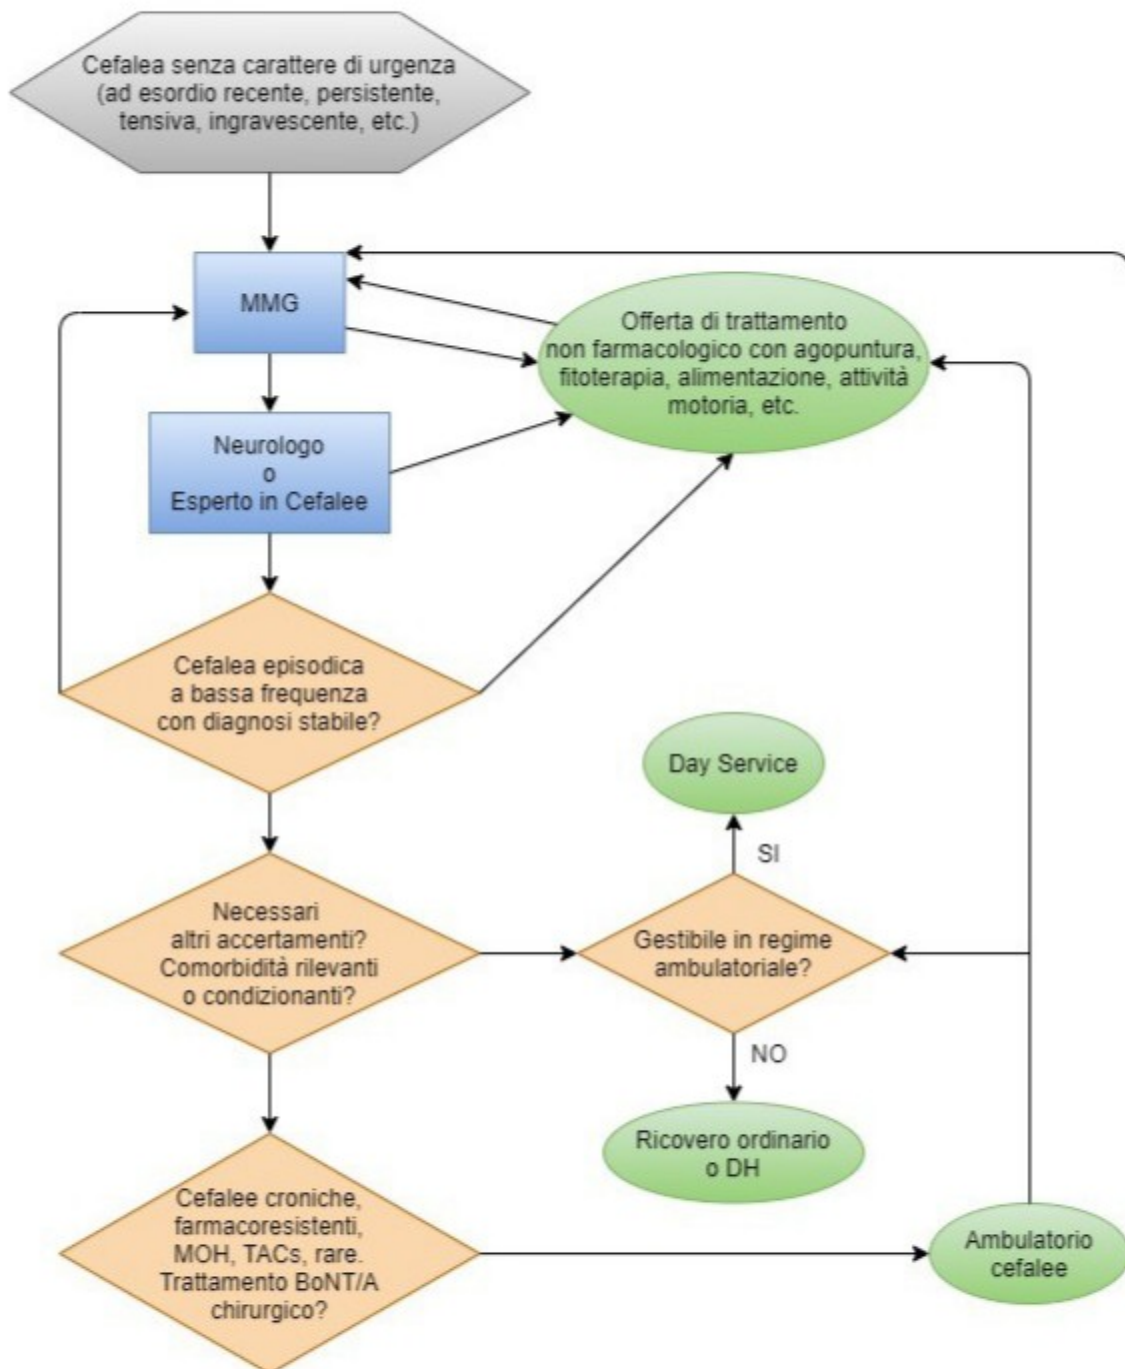 Cefalea senza carattere di urgenza
(ad esordio recente, persistente,
tensiva, ingravescente, etc.)
MMG
Offerta di trattamento
non farmacologico con agopuntura,
fitoterapia, alimentazione, attività
motoria, etc.
Neurologo
o
Esperto in Cefalee
Cefalea episodica
a bassa frequenza
con diagnosi stabile?
Day Service
SI
Necessari
altri accertamenti?
Comorbidità rilevanti
o condizionanti?
Gestibile in regime
ambulatoriale?
NO
Ricovero ordinario
o DH
Cefalee croniche,
farmacoresistenti,
MOH, TACs, rare.
Trattamento BoNT/A
chirurgico?
Ambulatorio
cefalee